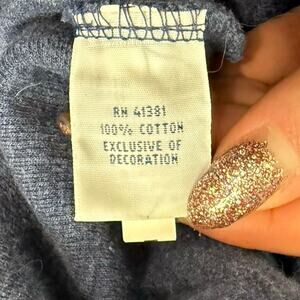 RN 41381
100% COTTON
EXCLUSIVE OF
DECORATION